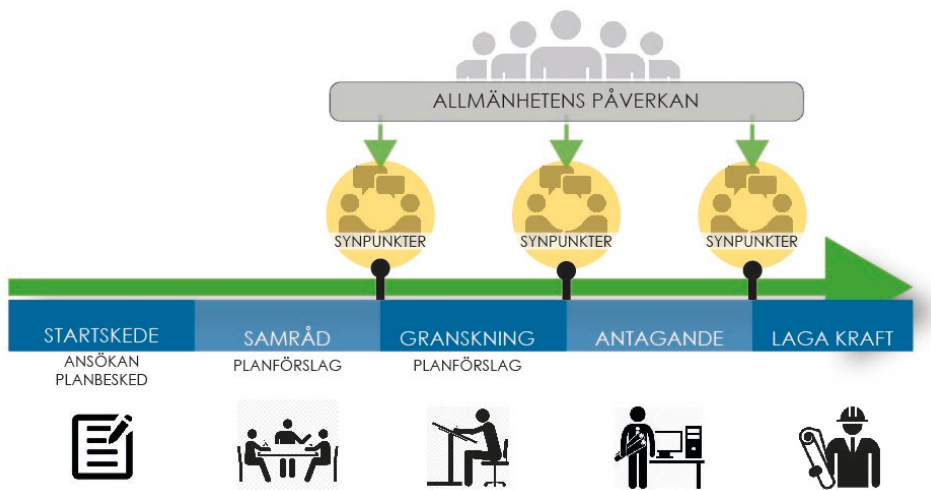 ALLMÄNHETENS PÅVERKAN
SYNPUNKTER
SYNPUNKTER
SYNPUNKTER
STARTSKEDE
SAMRÅD
GRANSKNING
ANTAGANDE
LAGA KRAFT
ANSÖKAN
PLANBESKED
PLANFÖRSLAG
PLANFÖRSLAG